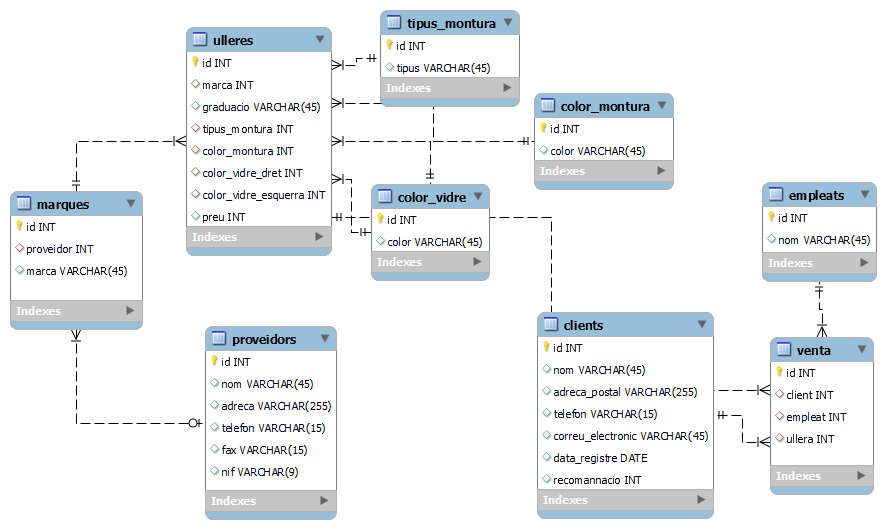 ulleres
id INT
marca INT
graduacio VARCHAR(45)
tipus_montura INT
color_montura INT
color_vidre_dret INT
color_vidre_esquerra INT
preu INT
Indexes
tipus_montura
id INT
tipus VARCHAR(45)
Indexes
color_montura
id INT
color VARCHAR(45)
Indexes
marques
id INT
proveidor INT
marca VARCHAR(45)
Indexes
color_vidre
id INT
color VARCHAR(45)
Indexes
empleats
id INT
nom VARCHAR(45)
Indexes
proveidors
id INT
nom VARCHAR(45)
adreca VARCHAR(255)
telefon VARCHAR(15)
fax VARCHAR(15)
nif VARCHAR(9)
Indexes
clients
id INT
nom VARCHAR(45)
adreca_postal VARCHAR(255)
telefon VARCHAR(15)
correu_electronic VARCHAR(45)
data_registre DATE
recomannacio INT
Indexes
venta
id INT
client INT
empleat INT
ullera INT
Indexes